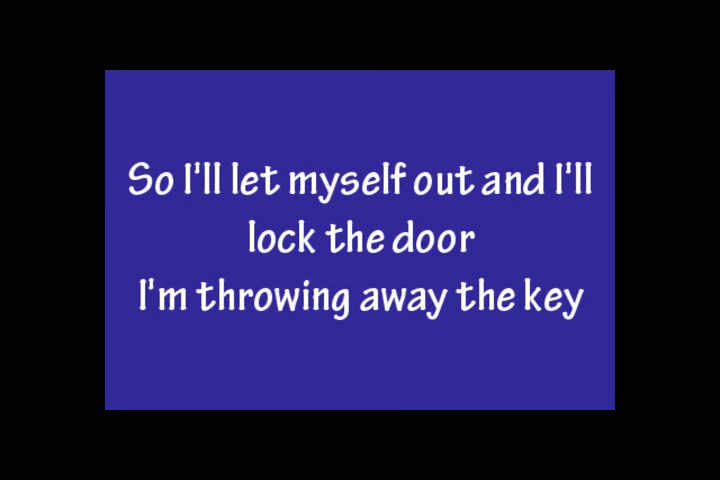 So I'll let myself out and I'll
lock the door
I'm throwing away the key